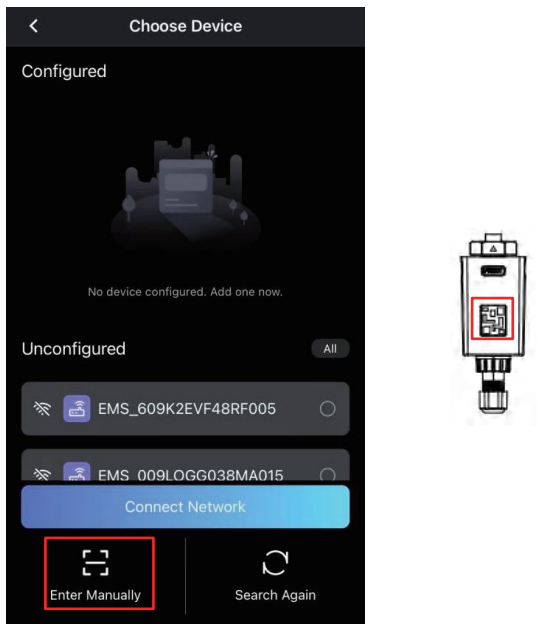 Choose Device
Configured
No device configured. Add one now.
Unconfigured
All
EMS_609K2EVF48RF005
EMS_009LOGG038MA015
Connect Network
Enter Manually
Search Again